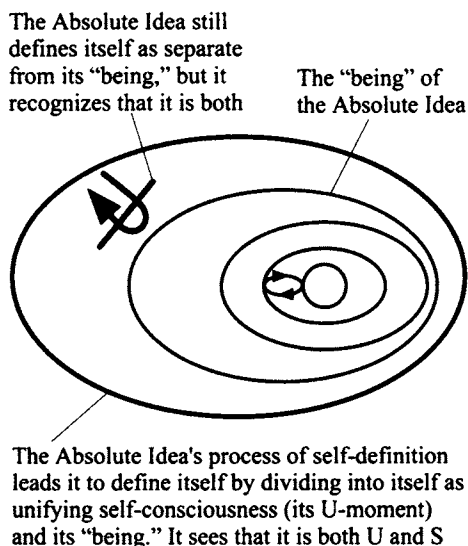 The Absolute Idea still
defines itself as separate
from its “being,” but it
recognizes that it is both
The “being” of
the Absolute Idea
The Absolute Idea's process of self-definition
leads it to define itself by dividing into itself as
unifying self-consciousness (its U-moment)
and its “being.” It sees that it is both U and S